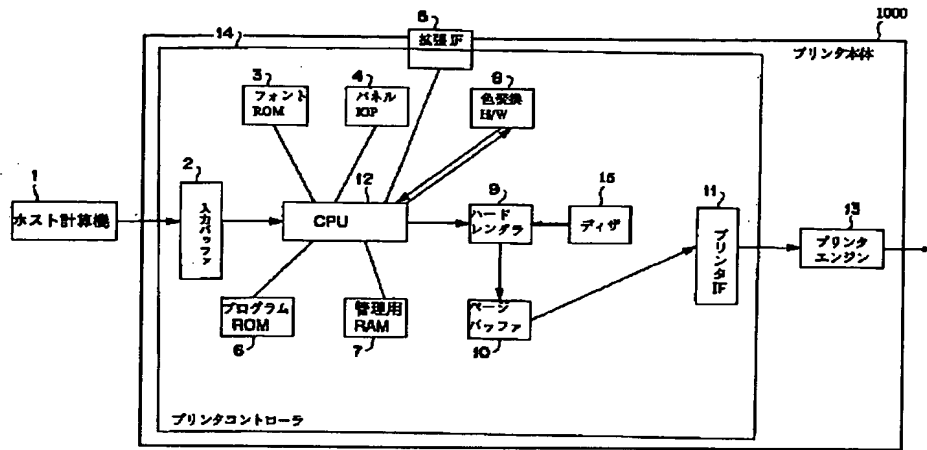 1000
プリンタ本体
14
5
拡張IF
3
フォント
ROM
4
パネル
IOP
8
色変換
H/W
1
ホスト計算機
2
入力バッファ
12
CPU
9
ハード
レンダラ
15
ディザ
11
プリンタIF
13
プリンタ
エンジン
プログラム
ROM
6
管理用
RAM
7
ページ
バッファ
10
プリンタコントローラ